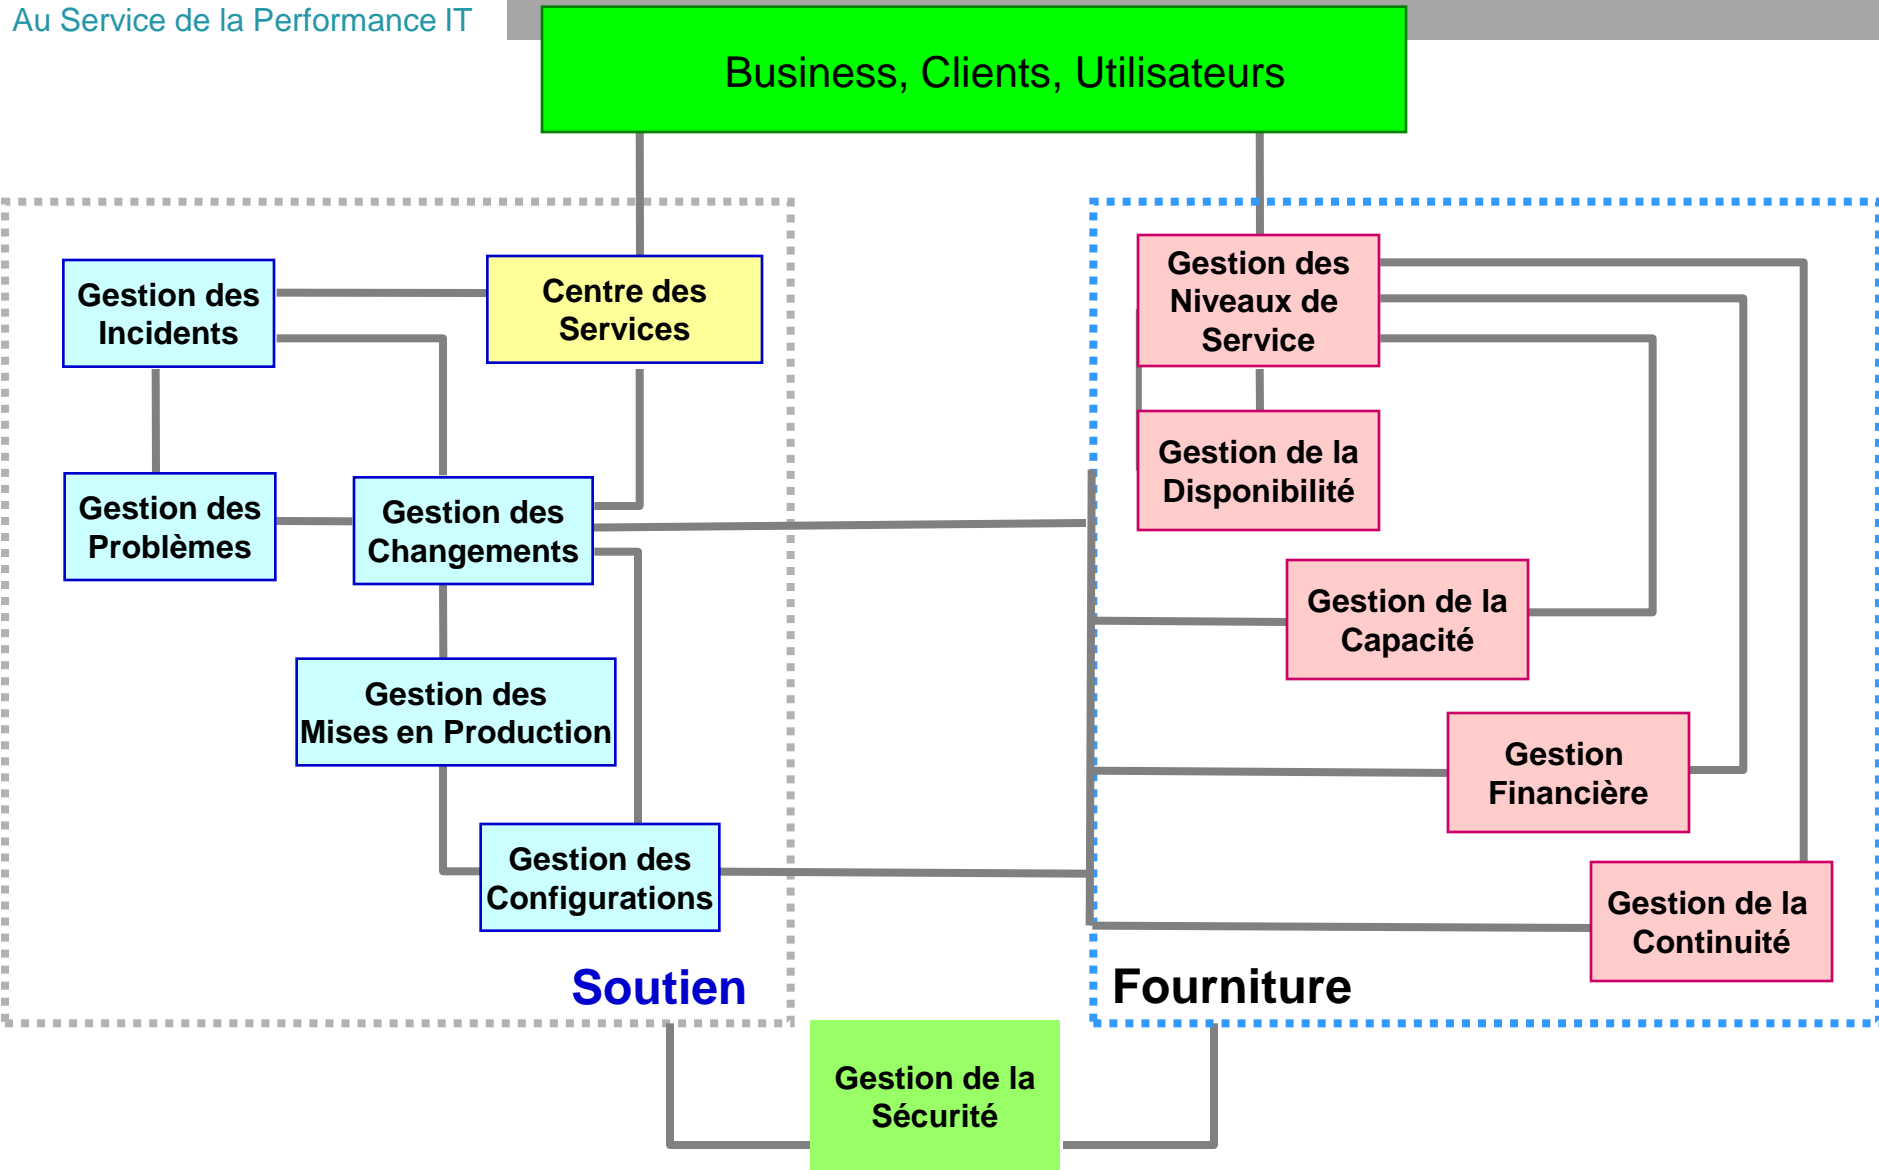 Au Service de la Performance IT
Business, Clients, Utilisateurs
Gestion des
Incidents
Centre des
Services
Gestion des
Problèmes
Gestion des
Changements
Gestion des
Mises en Production
Gestion des
Configurations
Soutien
Gestion des
Niveaux de
Service
Gestion de la
Disponibilité
Gestion de la
Capacité
Gestion
Financière
Gestion de la
Continuité
Fourniture
Gestion de la
Sécurité